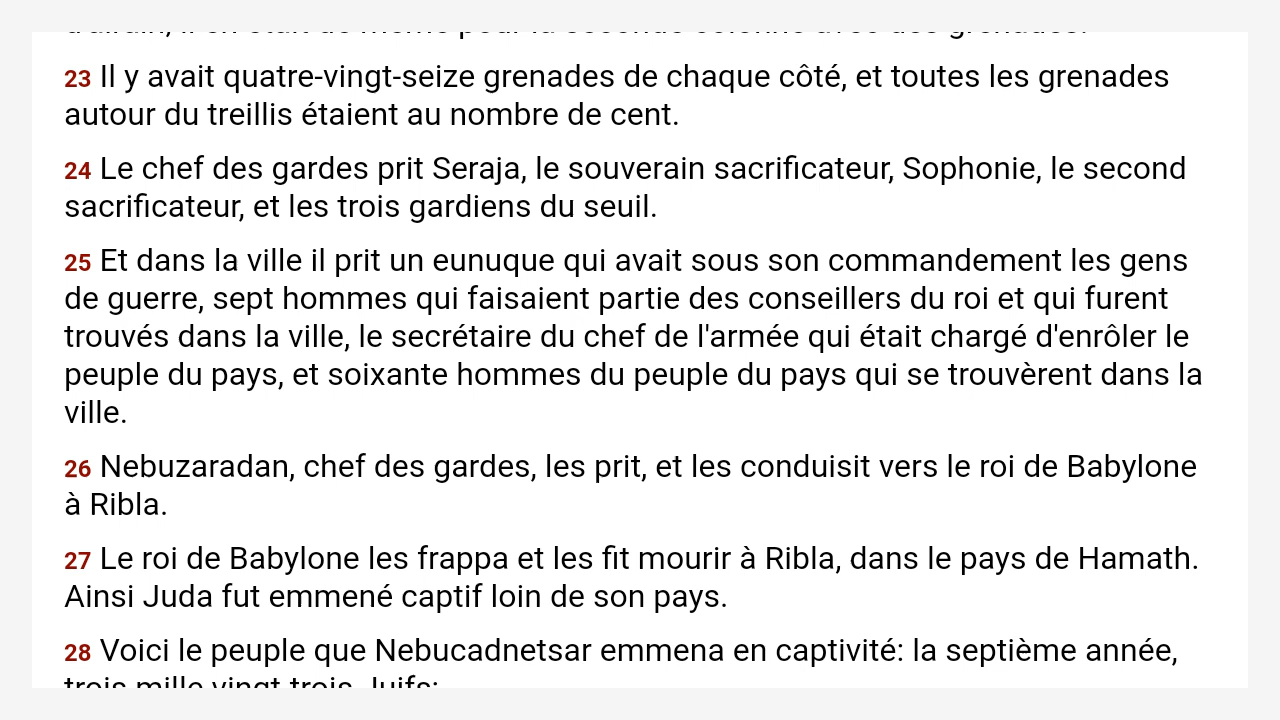 23 Il y avait quatre-vingt-seize grenades de chaque côté, et toutes les grenades
autour du treillis étaient au nombre de cent.
24 Le chef des gardes prit Seraja, le souverain sacrificateur, Sophonie, le second
sacrificateur, et les trois gardiens du seuil.
25 Et dans la ville il prit un eunuque qui avait sous son commandement les gens
de guerre, sept hommes qui faisaient partie des conseillers du roi et qui furent
trouvés dans la ville, le secrétaire du chef de l'armée qui était chargé d'enrôler le
peuple du pays, et soixante hommes du peuple du pays qui se trouvèrent dans la
ville.
26 Nebuzaradan, chef des gardes, les prit, et les conduisit vers le roi de Babylone
à Ribla.
27 Le roi de Babylone les frappa et les fit mourir à Ribla, dans le pays de Hamath.
Ainsi Juda fut emmené captif loin de son pays.
28 Voici le peuple que Nebucadnetsar emmena en captivité: la septième année,
trois mille vingt-trois Juifs;